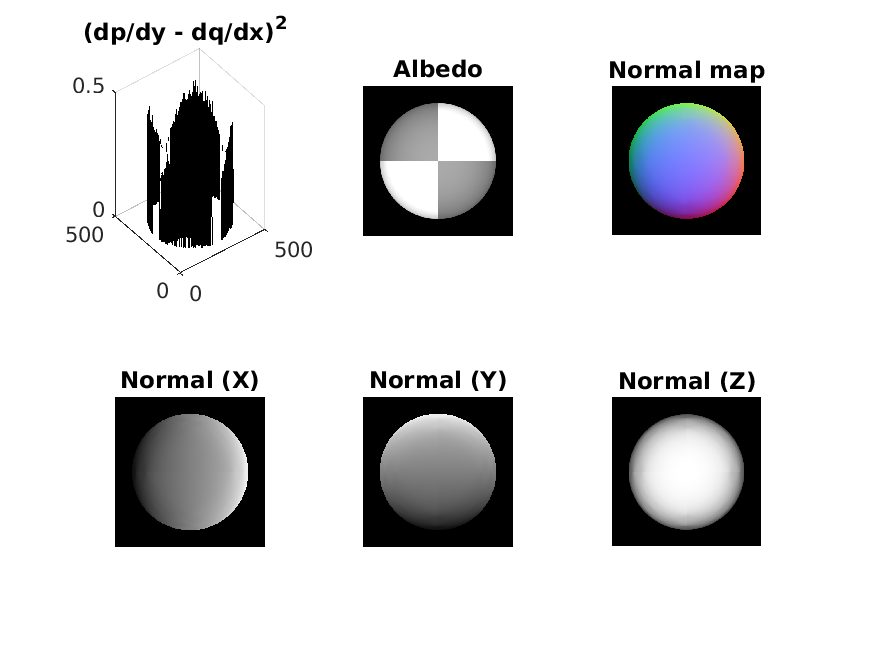 (dp/dy - dq/dx)²
Albedo
Normal map
0.5
0
500
500
0
0
Normal (X)
Normal (Y)
Normal (Z)